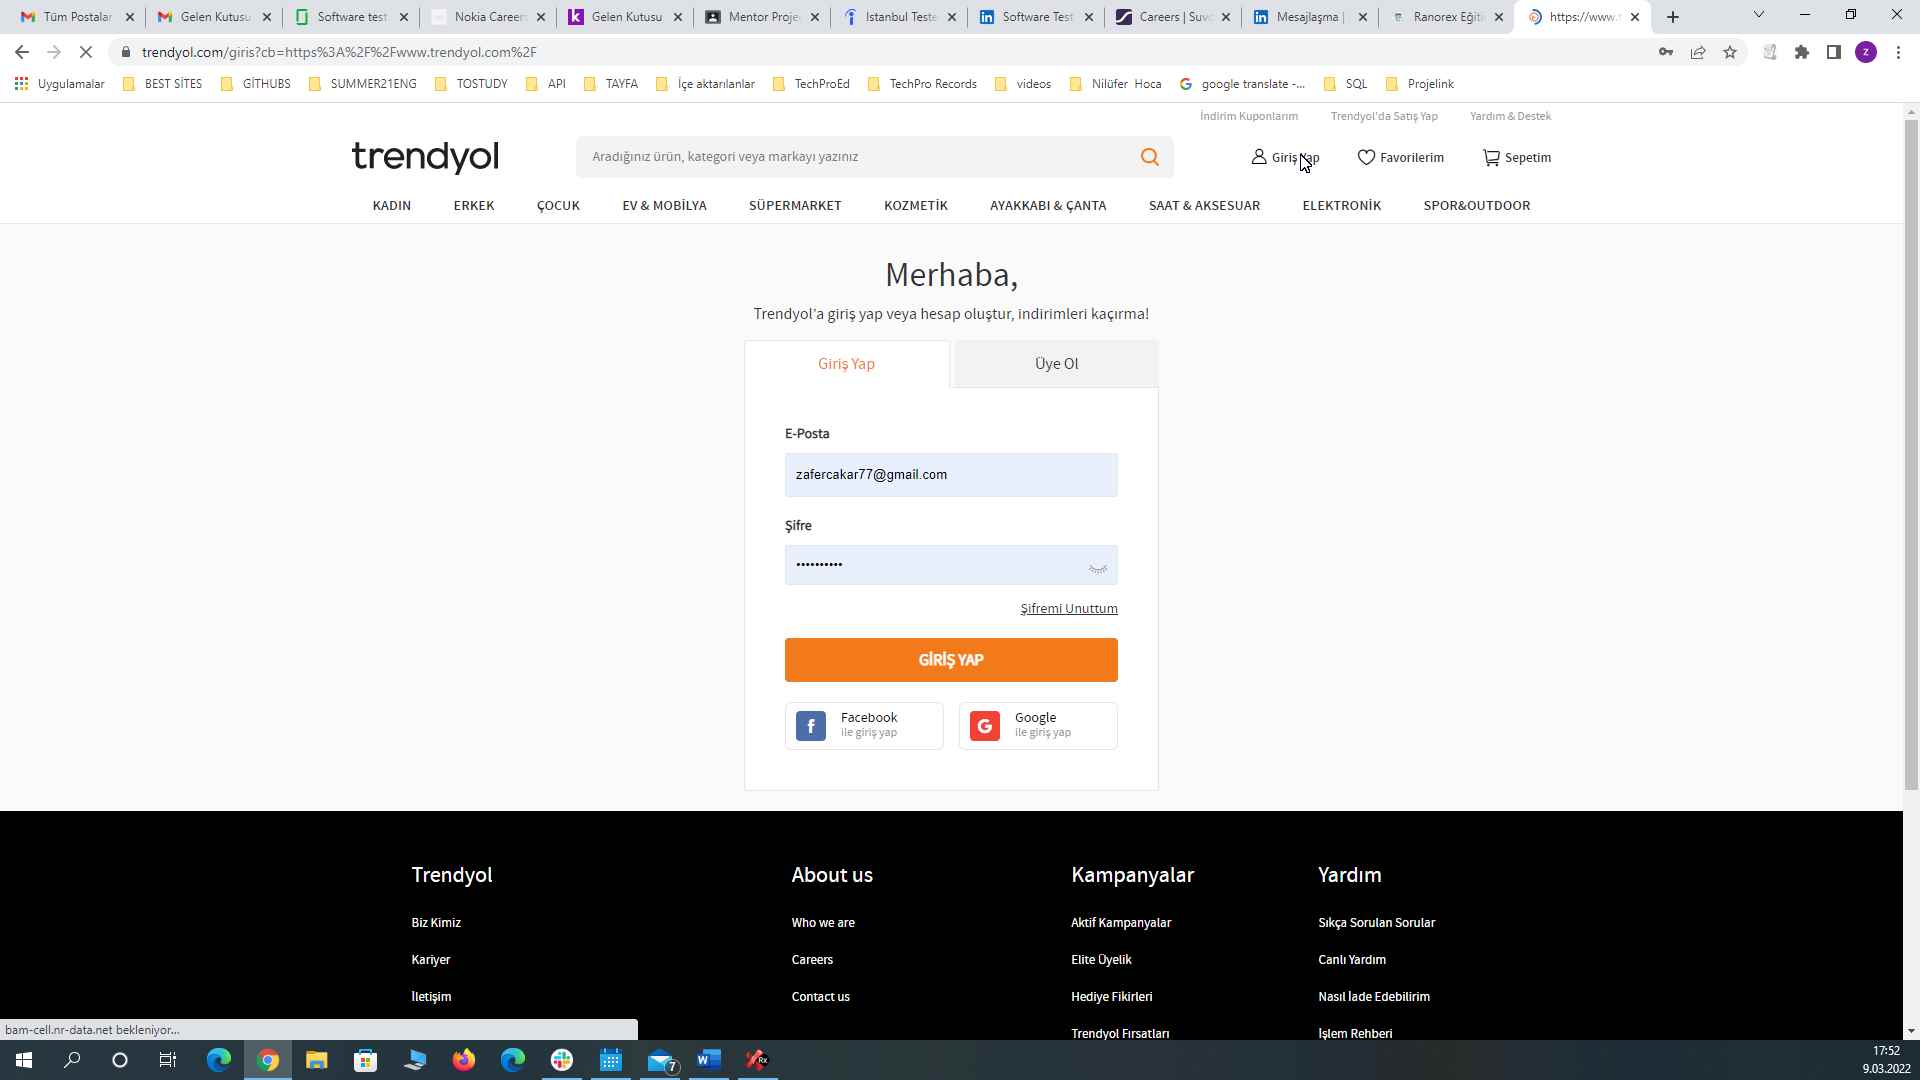 Tüm Postalar
Gelen Kutusu
Software test
Nokia Careers
Gelen Kutusu
Mentor Proje
Istanbul Teste
Software Test
Careers | Suvo
Mesajlaşma |
Ranorex Eğiti
https://www.t
trendyol.com/giris?cb=https%3A%2F%2Fwww.trendyol.com%2F
Z
Uygulamalar
BEST SİTES
GİTHUBS
SUMMER21ENG
TOSTUDY
API
TAYFA
İçe aktarılanlar
TechProEd
TechPro Records
videos
Nilüfer Hoca
google translate -...
SQL
Projelink
İndirim Kuponlarım
Trendyol'da Satış Yap
Yardım & Destek
trendyol
Aradığınız ürün, kategori veya markayı yazınız
Giriş Yap
Favorilerim
Sepetim
KADIN
ERKEK
ÇOCUK
EV & MOBİLYA
SÜPERMARKET
KOZMETİK
AYAKKABI & ÇANTA
SAAT & AKSESUAR
ELEKTRONİK
SPOR&OUTDOOR
Merhaba,
Trendyol'a giriş yap veya hesap oluştur, indirimleri kaçırma!
Giriş Yap
Üye Ol
E-Posta
zafercakar77@gmail.com
Şifre
••••••••••
Şifremi Unuttum
GİRİŞ YAP
Facebook
ile giriş yap
Google
ile giriş yap
Trendyol
About us
Kampanyalar
Yardım
Biz Kimiz
Who we are
Aktif Kampanyalar
Sıkça Sorulan Sorular
Kariyer
Careers
Elite Üyelik
Canlı Yardım
İletişim
Contact us
Hediye Fikirleri
Nasıl İade Edebilirim
Trendyol Fırsatları
İşlem Rehberi
bam-cell.nr-data.net bekleniyor...
7
17:52
9.03.2022